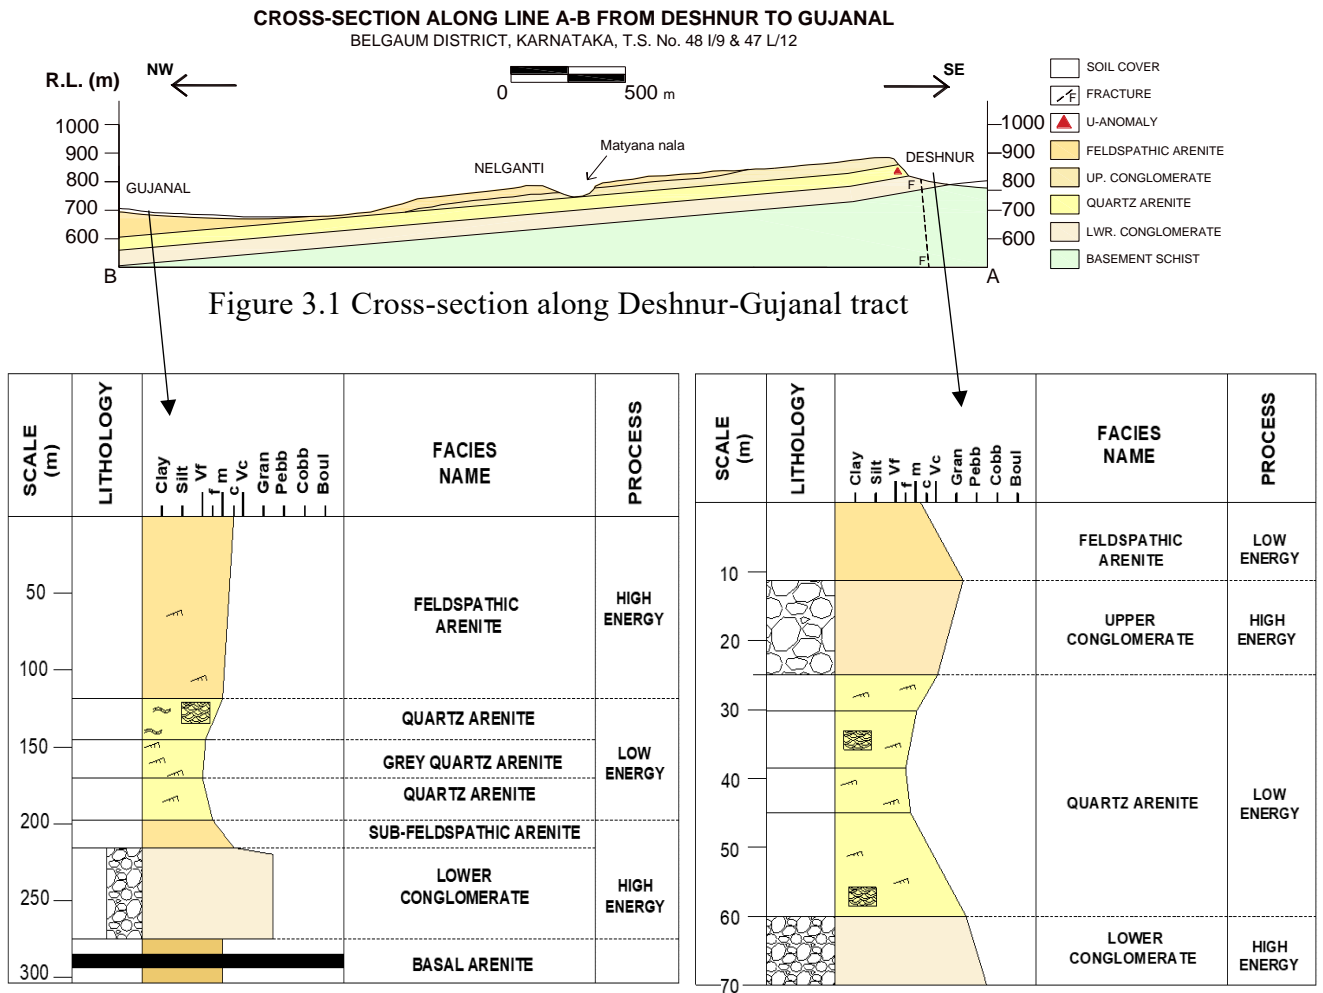 CROSS-SECTION ALONG LINE A-B FROM DESHNUR TO GUJANAL
BELGAUM DISTRICT, KARNATAKA, T.S. No. 48 I/9 & 47 L/12
R.L. (m)
NW
0
500 m
SE
1000
900
800
700
600
B
GUJANAL
NELGANTI
Matyana nala
DESHNUR
F
F
1000
900
800
700
600
A
SOIL COVER
F
FRACTURE
U-ANOMALY
FELDSPATHIC ARENITE
UP. CONGLOMERATE
QUARTZ ARENITE
LWR. CONGLOMERATE
BASEMENT SCHIST
Figure 3.1 Cross-section along Deshnur-Gujanal tract
SCALE
(m)
LITHOLOGY
Clay
Silt
Vf
f
m
c
Vc
Gran
Pebb
Cobb
Boul
FACIES
NAME
PROCESS
50
100
150
200
250
300
FELDSPATHIC
ARENITE
HIGH
ENERGY
QUARTZ ARENITE
GREY QUARTZ ARENITE
LOW
ENERGY
QUARTZ ARENITE
SUB-FELDSPATHIC ARENITE
LOWER
CONGLOMERATE
HIGH
ENERGY
BASAL ARENITE
SCALE
(m)
LITHOLOGY
Clay
Silt
Vf
f
m
c
Vc
Gran
Pebb
Cobb
Boul
FACIES
NAME
PROCESS
10
20
30
40
50
60
70
FELDSPATHIC
ARENITE
LOW
ENERGY
UPPER
CONGLOMERATE
HIGH
ENERGY
QUARTZ ARENITE
LOW
ENERGY
LOWER
CONGLOMERATE
HIGH
ENERGY